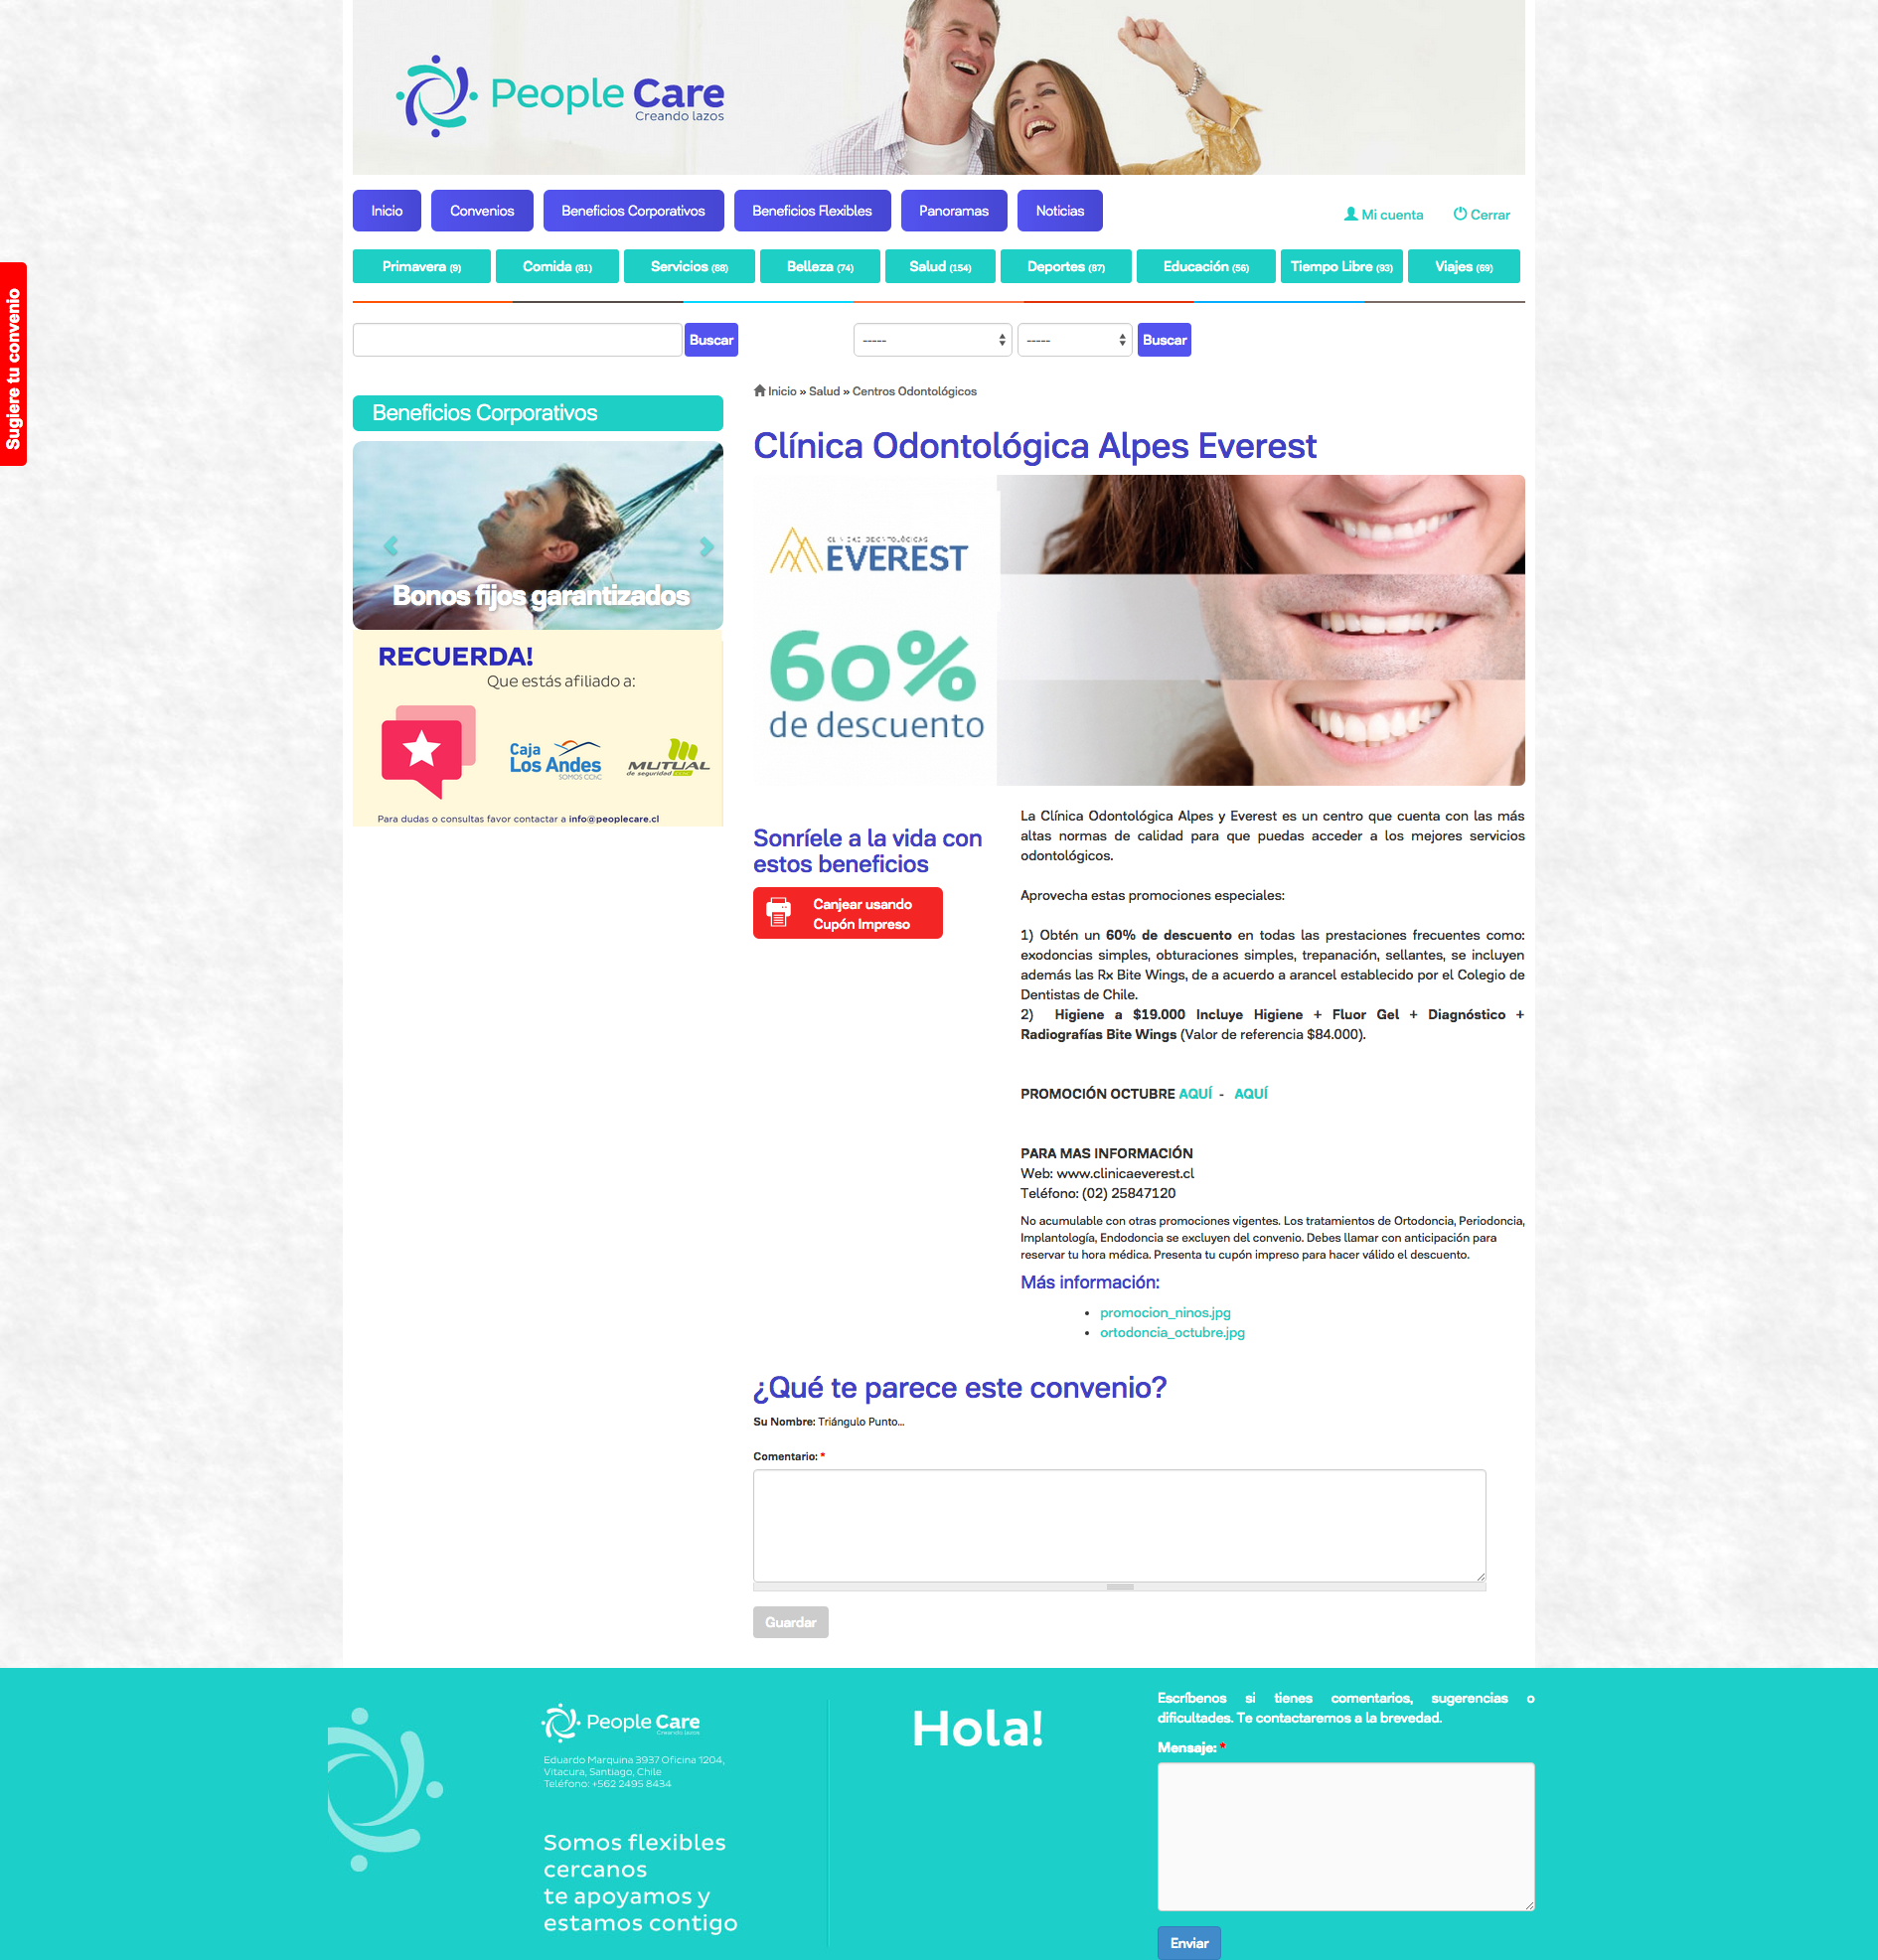 People Care
Creando lazos
Inicio
Convenios
Beneficios Corporativos
Beneficios Flexibles
Panoramas
Noticias
Mi cuenta
Cerrar
Primavera (9)
Comida (81)
Servicios (88)
Belleza (74)
Salud (154)
Deportes (87)
Educación (56)
Tiempo Libre (93)
Viajes (69)
Sugiere tu convenio
Buscar
-----
-----
Buscar
Beneficios Corporativos
Bonos fijos garantizados
RECUERDA!
Que estás afiliado a:
Caja
Los Andes
SOMOS CChC
MUTUAL
de seguridad
Para dudas o consultas favor contactar a info@peoplecare.cl
Inicio » Salud » Centros Odontológicos
Clínica Odontológica Alpes Everest
CLÍNICAS ODONTOLÓGICAS
EVEREST
60%
de descuento
Sonríele a la vida con
estos beneficios
Canjear usando
Cupón Impreso
La Clínica Odontológica Alpes y Everest es un centro que cuenta con las más
altas normas de calidad para que puedas acceder a los mejores servicios
odontológicos.
Aprovecha estas promociones especiales:
1) Obtén un 60% de descuento en todas las prestaciones frecuentes como:
exodoncias simples, obturaciones simples, trepanación, sellantes, se incluyen
además las Rx Bite Wings, de a acuerdo a arancel establecido por el Colegio de
Dentistas de Chile.
2) Higiene a $19.000 Incluye Higiene + Fluor Gel + Diagnóstico +
Radiografías Bite Wings (Valor de referencia $84.000).
PROMOCIÓN OCTUBRE AQUÍ - AQUÍ
PARA MAS INFORMACIÓN
Web: www.clinicaeverest.cl
Teléfono: (02) 25847120
No acumulable con otras promociones vigentes. Los tratamientos de Ortodoncia, Periodoncia,
Implantología, Endodoncia se excluyen del convenio. Debes llamar con anticipación para
reservar tu hora médica. Presenta tu cupón impreso para hacer válido el descuento.
Más información:
• promocion_ninos.jpg
• ortodoncia_octubre.jpg
¿Qué te parece este convenio?
Su Nombre: Triángulo Punto...
Comentario: *
Guardar
People Care
Creando lazos
Eduardo Marquina 3937 Oficina 1204,
Vitacura, Santiago, Chile
Teléfono: +562 2495 8434
Somos flexibles
cercanos
te apoyamos y
estamos contigo
Hola!
Escríbenos si tienes comentarios, sugerencias o
dificultades. Te contactaremos a la brevedad.
Mensaje: *
Enviar